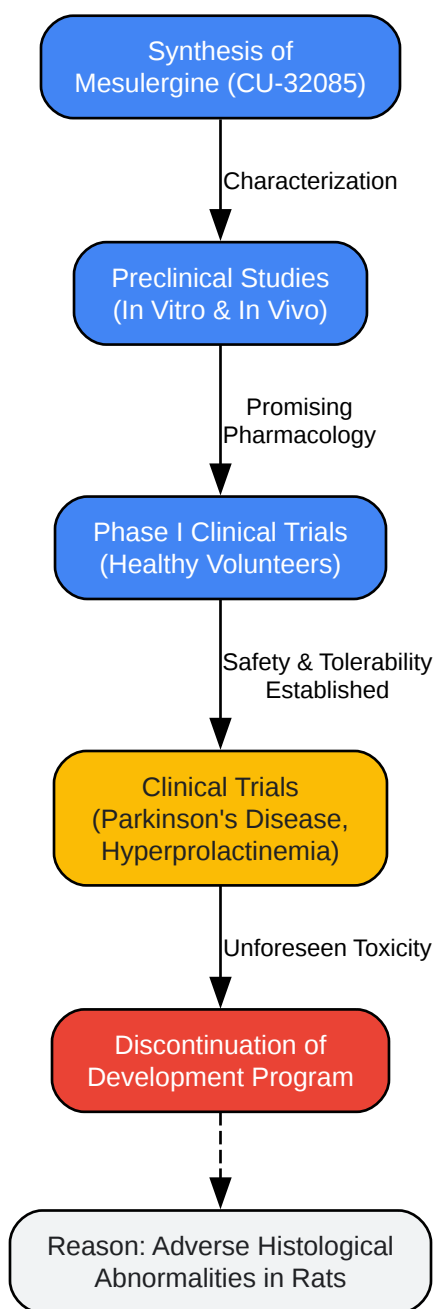 Synthesis of
Mesulergine (CU-32085)
Characterization
Preclinical Studies
(In Vitro & In Vivo)
Promising
Pharmacology
Phase I Clinical Trials
(Healthy Volunteers)
Safety & Tolerability
Established
Clinical Trials
(Parkinson's Disease,
Hyperprolactinemia)
Unforeseen Toxicity
Discontinuation of
Development Program
Reason: Adverse Histological
Abnormalities in Rats